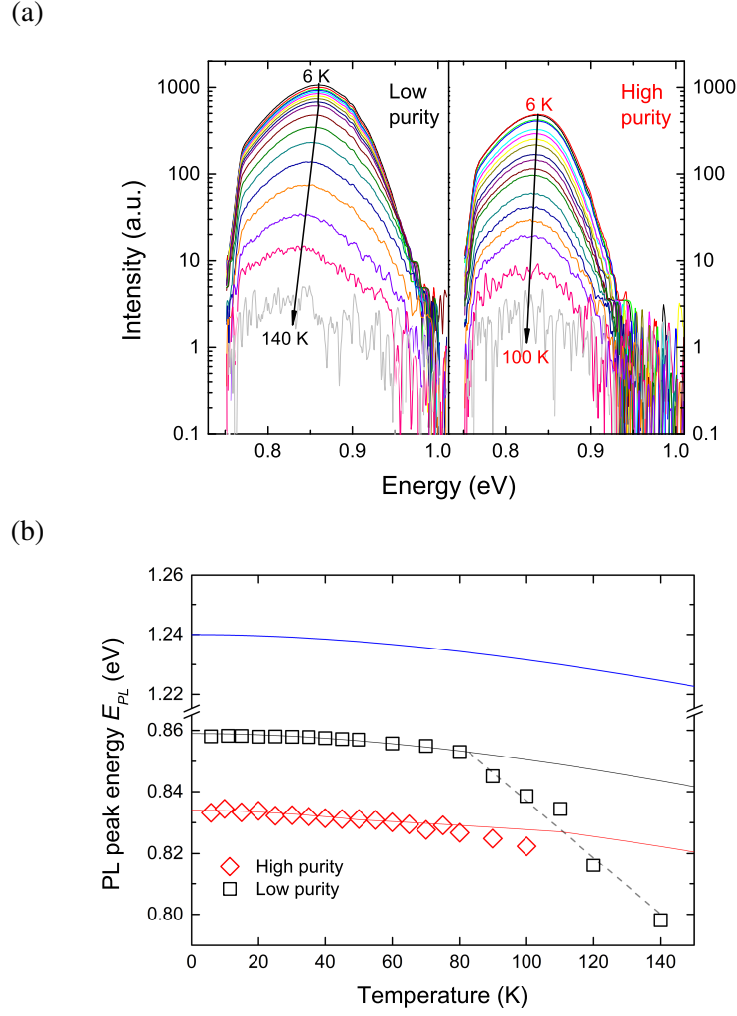 (a)
6 K
Low
purity
140 K
6 K
High
purity
100 K
1000
100
10
1
0.1
1000
100
10
1
0.1
0.8
0.9
1.0
0.8
0.9
1.0
Intensity (a.u.)
Energy (eV)
(b)
1.26
1.24
1.22
0.86
0.84
0.82
0.80
PL peak energy E_PL (eV)
High purity
Low purity
0
20
40
60
80
100
120
140
Temperature (K)